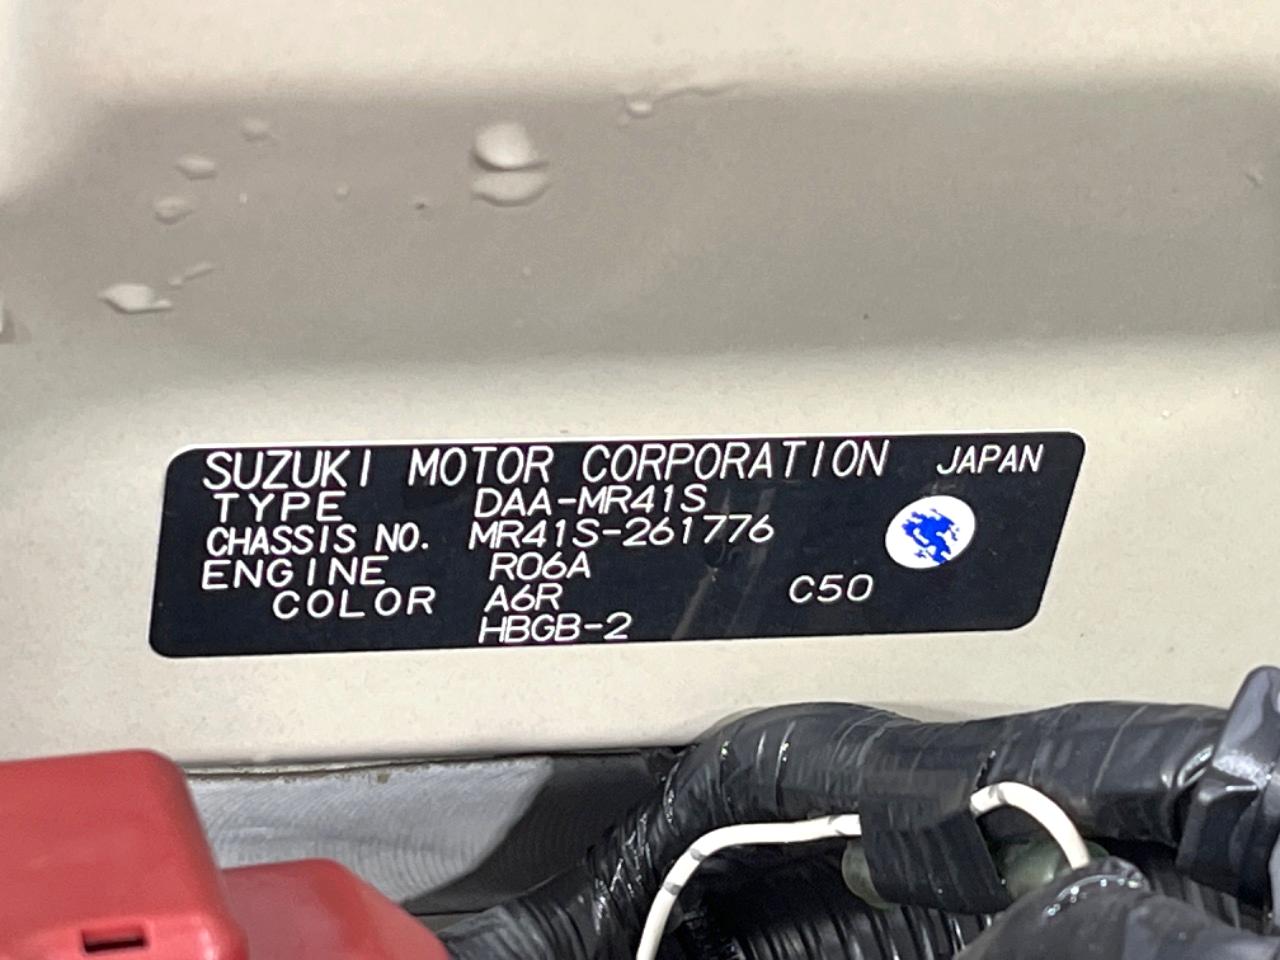 SUZUKI MOTOR CORPORATION JAPAN
TYPE DAA-MR41S
CHASSIS NO. MR41S-261776
ENGINE R06A
COLOR A6R C50
HBGB-2